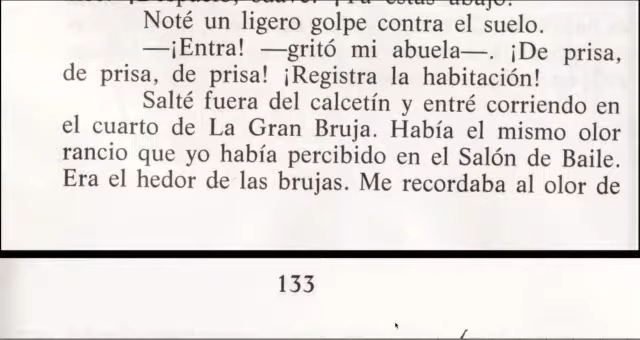 Noté un ligero golpe contra el suelo.
—¡Entra! —gritó mi abuela—. ¡De prisa,
de prisa, de prisa! ¡Registra la habitación!
Salté fuera del calcetín y entré corriendo en
el cuarto de La Gran Bruja. Había el mismo olor
rancio que yo había percibido en el Salón de Baile.
Era el hedor de las brujas. Me recordaba al olor de
133